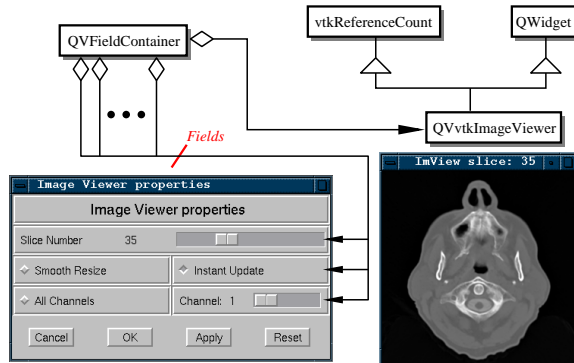 vtkReferenceCount
QWidget
QVFieldContainer
QVvtkImageViewer
Fields
Image Viewer properties
Image Viewer properties
Slice Number 35
Smooth Resize
Instant Update
All Channels
Channel: 1
Cancel
OK
Apply
Reset
ImView slice: 35